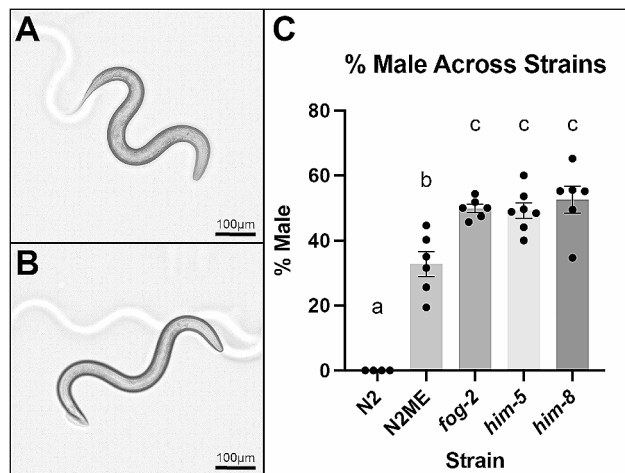 A
100µm
B
100µm
C
% Male Across Strains
% Male
80
60
40
20
0
a
b
c
c
c
N2
N2ME
fog-2
him-5
him-8
Strain